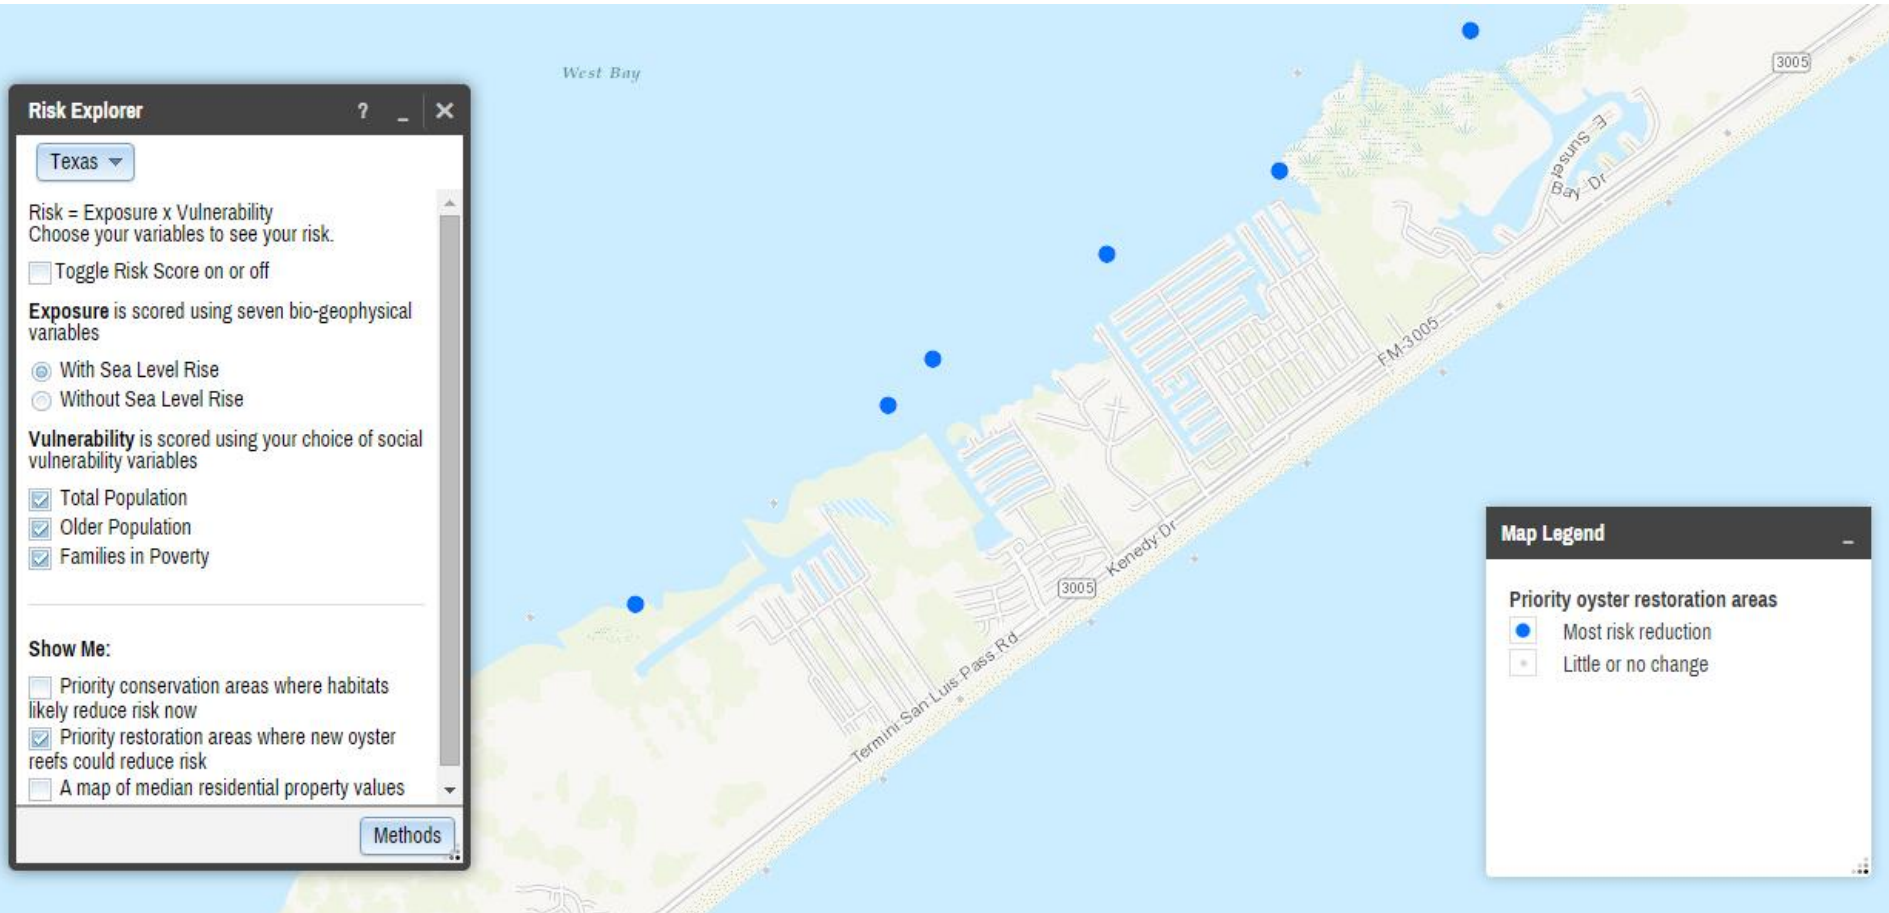 West Bay
3005
E Sunset
Bay Dr
FM-3005
Kenedy Dr
3005
Termini-San-Luis-Pass-Rd
Risk Explorer ? _ ✕
Texas
Risk = Exposure x Vulnerability
Choose your variables to see your risk.
Toggle Risk Score on or off
Exposure is scored using seven bio-geophysical
variables
With Sea Level Rise
Without Sea Level Rise
Vulnerability is scored using your choice of social
vulnerability variables
Total Population
Older Population
Families in Poverty
Show Me:
Priority conservation areas where habitats
likely reduce risk now
Priority restoration areas where new oyster
reefs could reduce risk
A map of median residential property values
Methods
Map Legend _
Priority oyster restoration areas
Most risk reduction
Little or no change